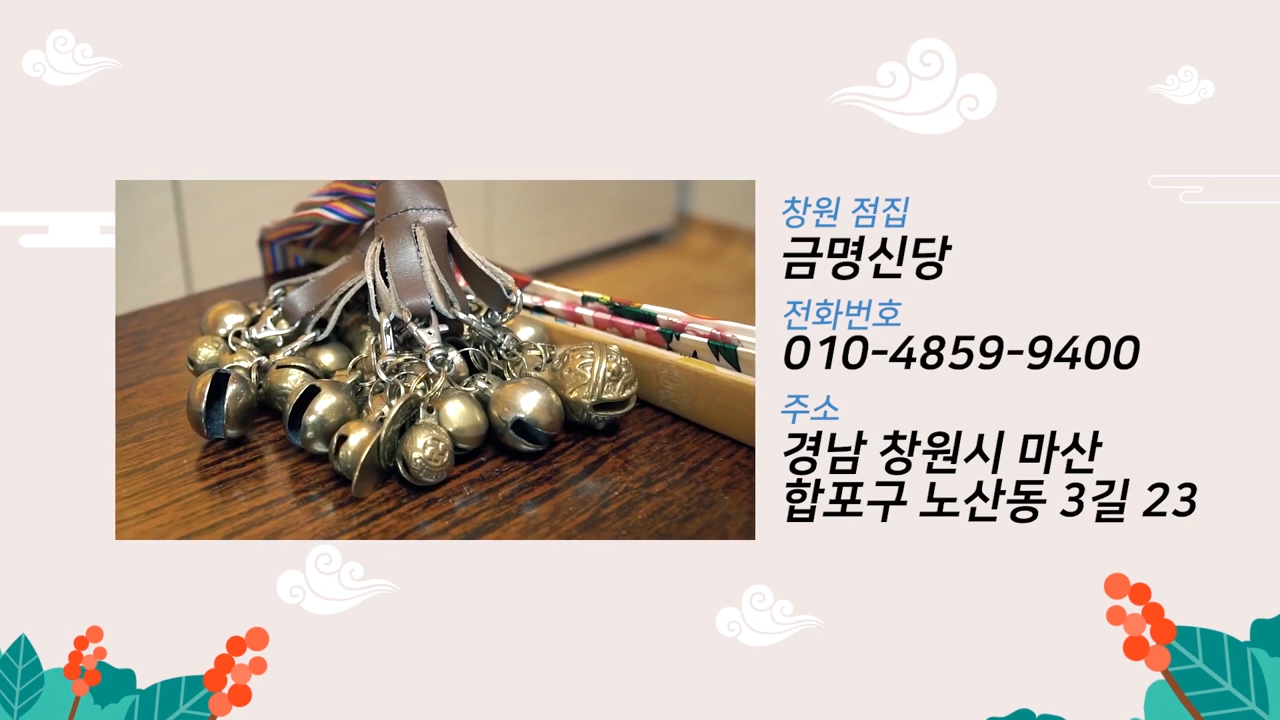 창원 점집
금명신당
전화번호
010-4859-9400
주소
경남 창원시 마산
합포구 노산동 3길 23